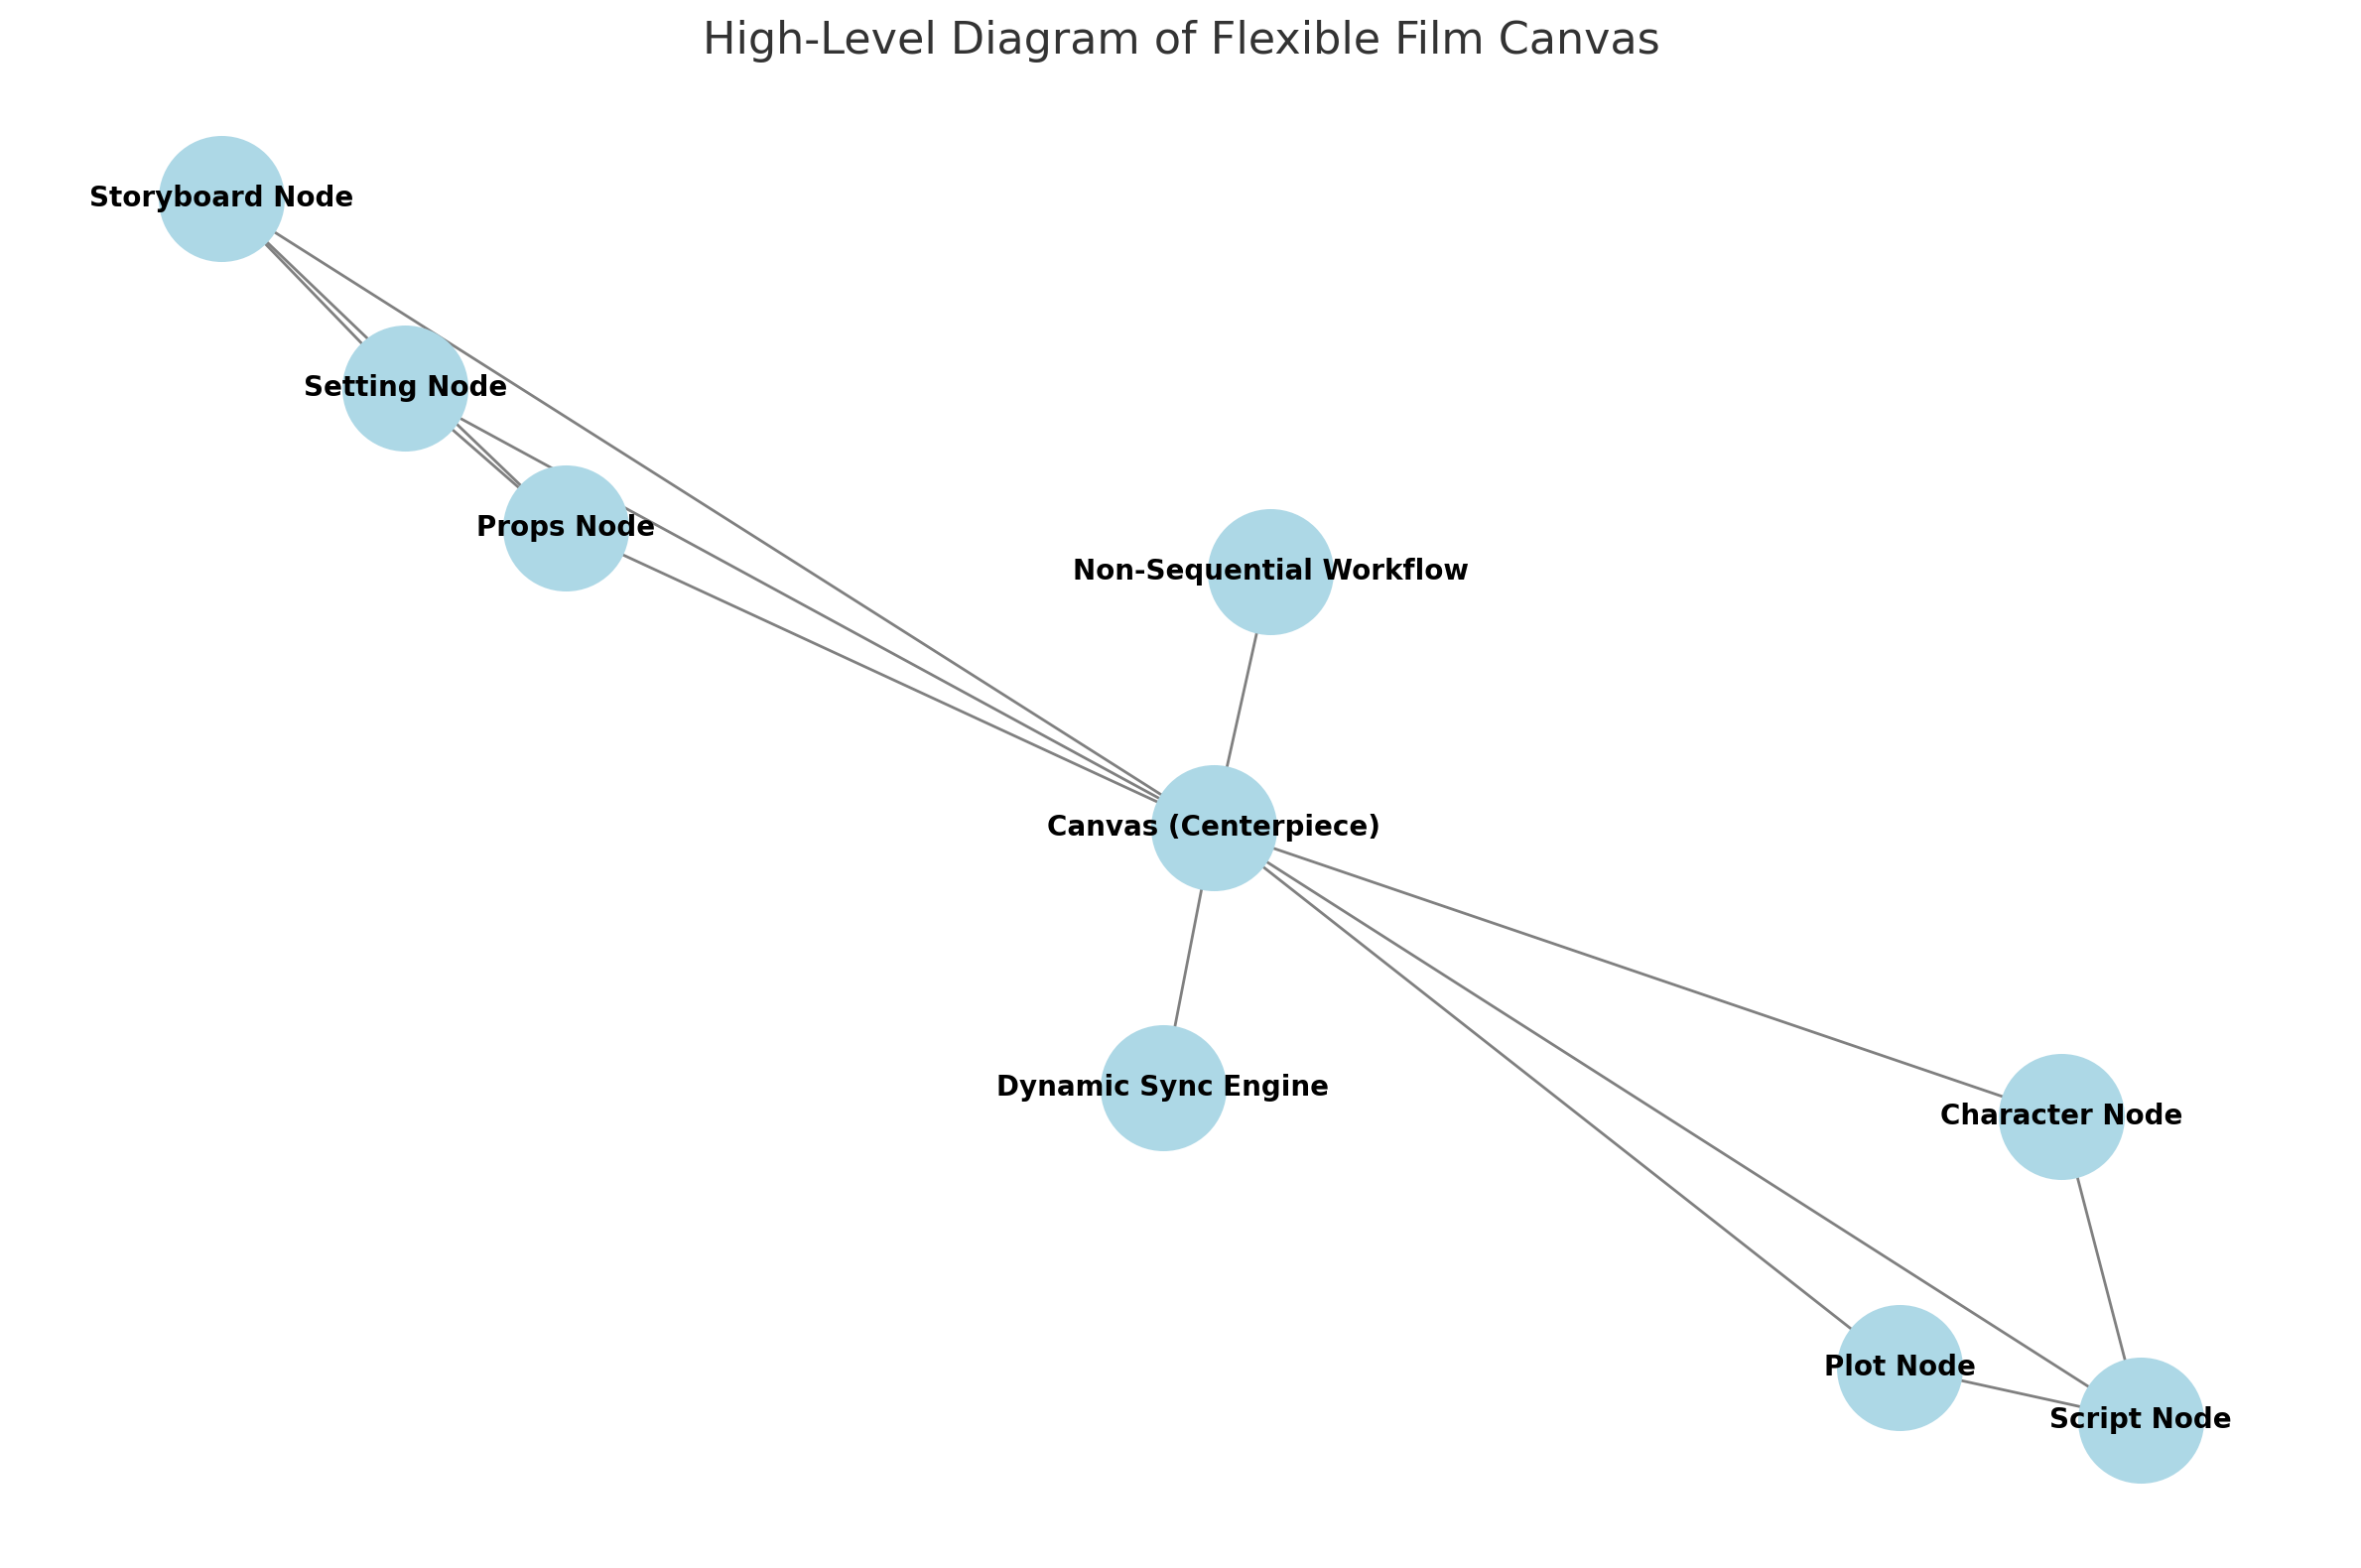 High-Level Diagram of Flexible Film Canvas
Storyboard Node
Setting Node
Props Node
Non-Sequential Workflow
Canvas (Centerpiece)
Dynamic Sync Engine
Character Node
Plot Node
Script Node